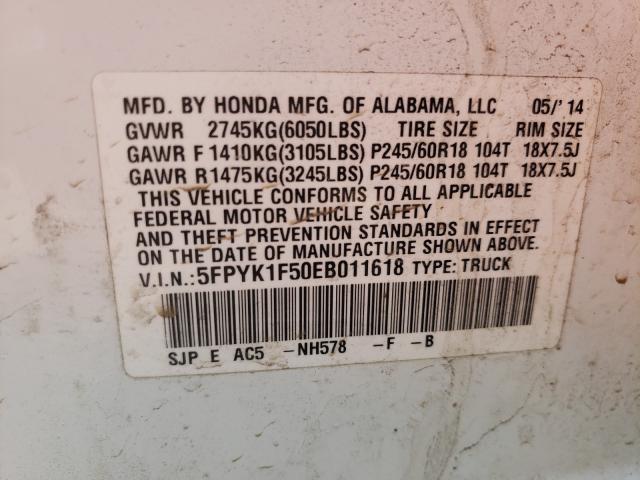 MFD. BY HONDA MFG. OF ALABAMA, LLC 05/'14
GVWR 2745KG(6050LBS) TIRE SIZE RIM SIZE
GAWR F 1410KG(3105LBS) P245/60R18 104T 18X7.5J
GAWR R 1475KG(3245LBS) P245/60R18 104T 18X7.5J
THIS VEHICLE CONFORMS TO ALL APPLICABLE
FEDERAL MOTOR VEHICLE SAFETY
AND THEFT PREVENTION STANDARDS IN EFFECT
ON THE DATE OF MANUFACTURE SHOWN ABOVE.
V.I.N.:5FPYK1F50EB011618 TYPE: TRUCK
SJP E AC5 -NH578 -F -B